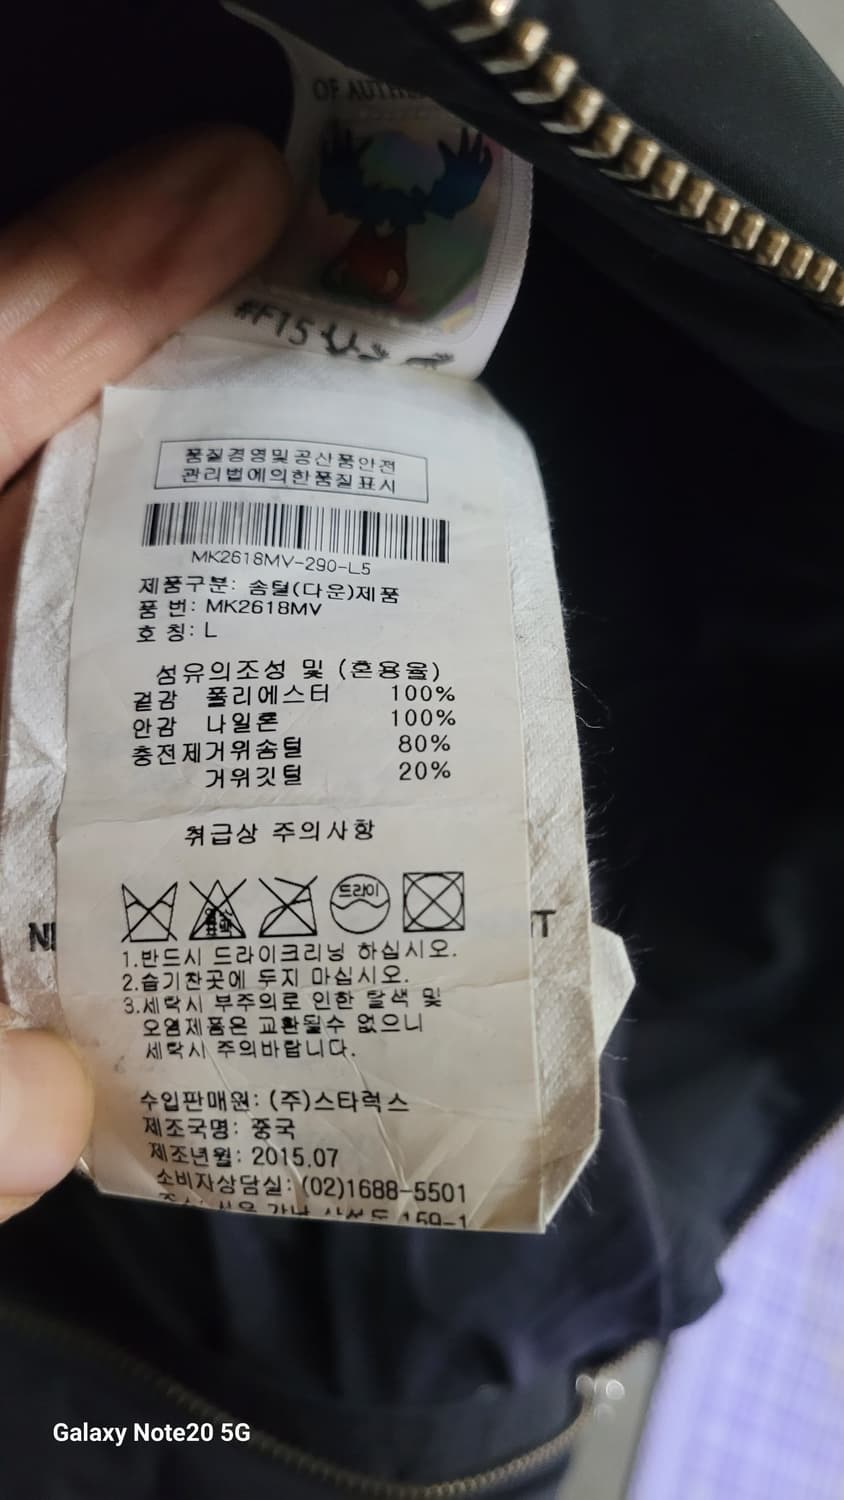 OF AUTHE
#F15
품질경영및공산품안전
관리법에의한품질표시
MK2618MV-290-L5
제품구분: 솜털(다운)제품
품 번: MK2618MV
호 칭: L
섬유의조성 및 (혼용율)
겉감 폴리에스터 100%
안감 나일론 100%
충전제거위솜털 80%
거위깃털 20%
취급상 주의사항
드라이
NI
T
1.반드시 드라이크리닝 하십시오.
2.습기찬곳에 두지 마십시오.
3.세탁시 부주의로 인한 탈색 및
오염제품은 교환될수 없으니
세탁시 주의바랍니다.
수입판매원: (주)스타럭스
제조국명: 중국
제조년월: 2015.07
소비자상담실: (02)1688-5501
159-1
Galaxy Note20 5G